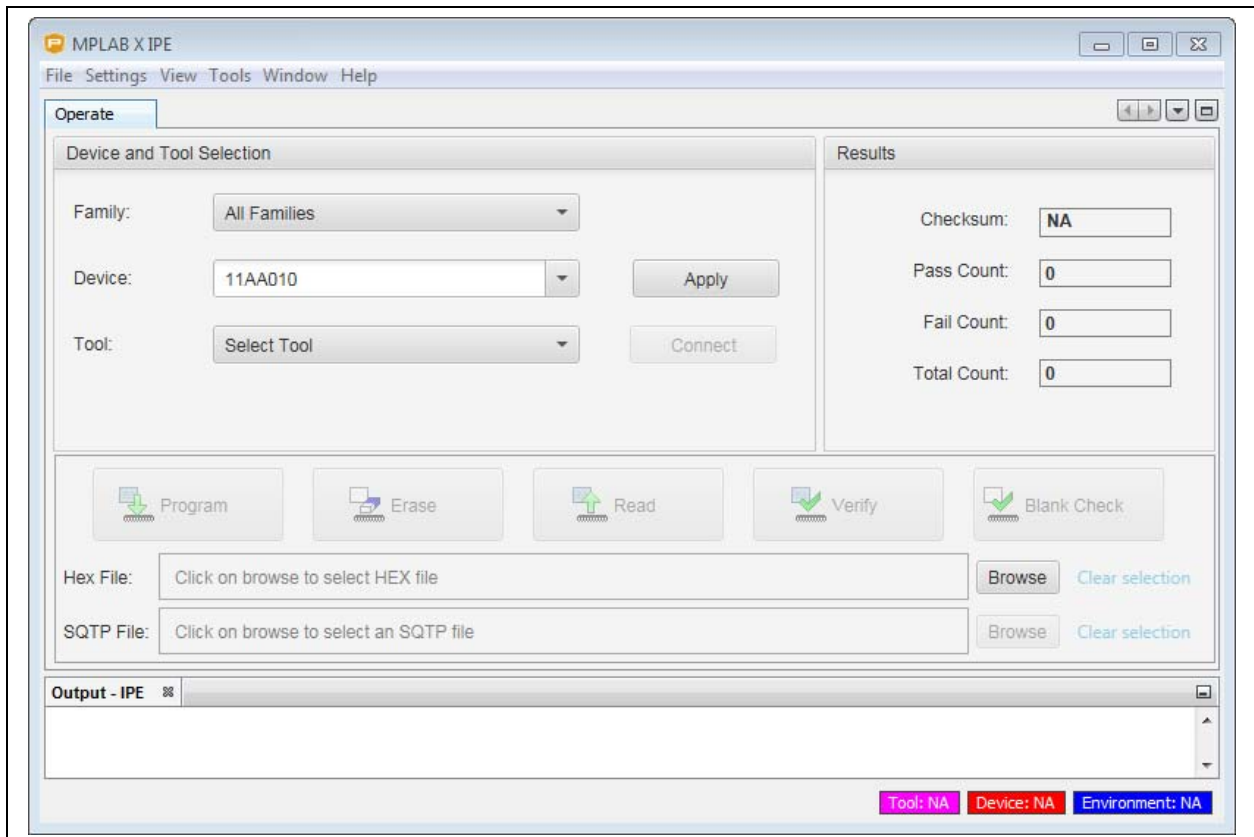 MPLAB X IPE
File Settings View Tools Window Help
Operate
Device and Tool Selection
Family: All Families
Device: 11AA010 Apply
Tool: Select Tool Connect
Results
Checksum: NA
Pass Count: 0
Fail Count: 0
Total Count: 0
Program Erase Read Verify Blank Check
Hex File: Click on browse to select HEX file Browse Clear selection
SQTP File: Click on browse to select an SQTP file Browse Clear selection
Output - IPE
Tool: NA Device: NA Environment: NA